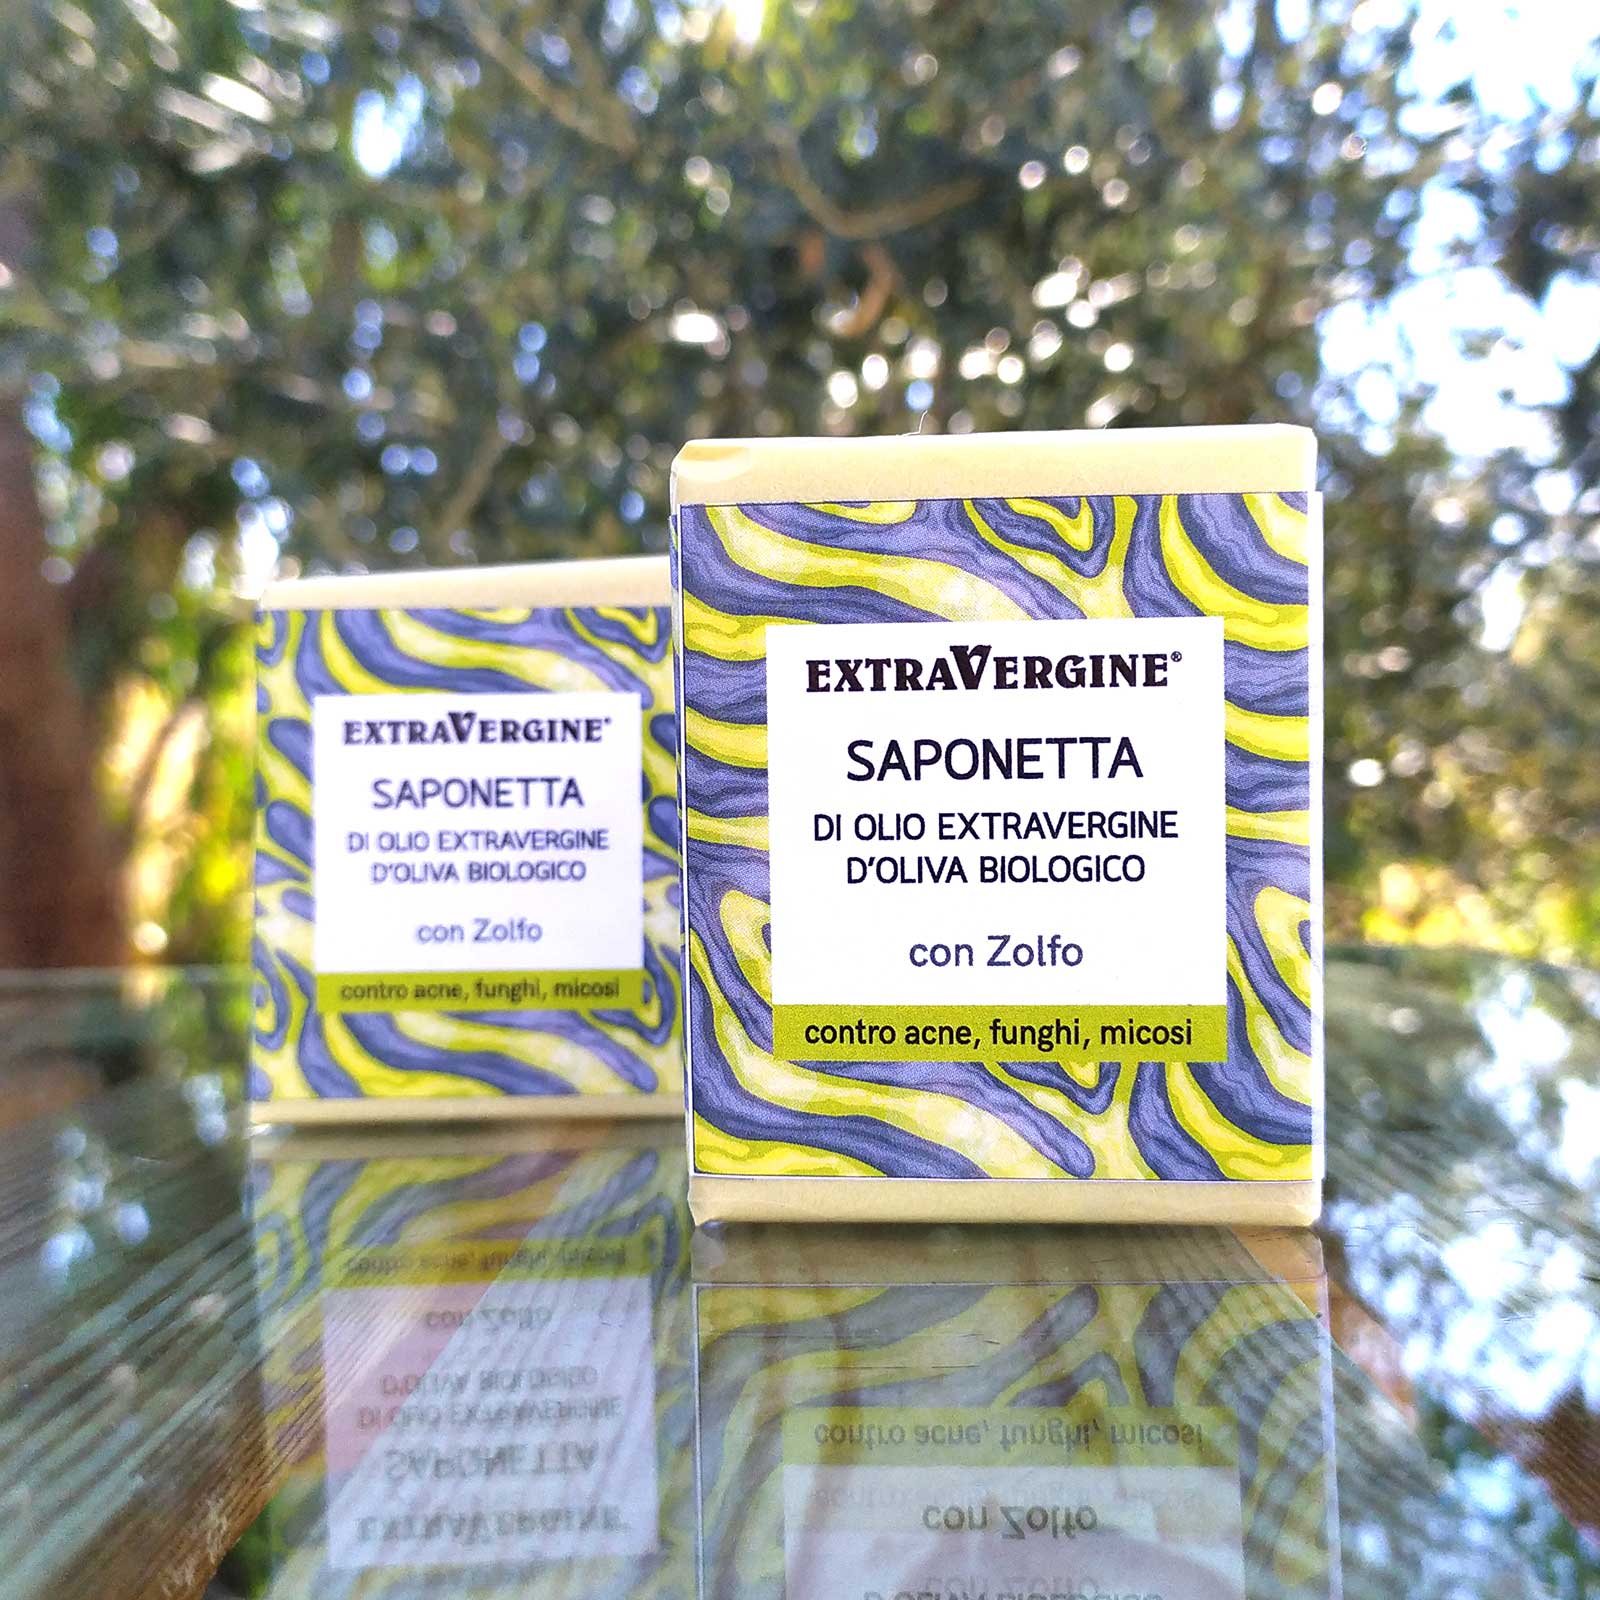 EXTRAVERGINE®
SAPONETTA
DI OLIO EXTRAVERGINE
D'OLIVA BIOLOGICO
con Zolfo
contro acne, funghi, micosi
EXTRAVERGINE®
SAPONETTA
DI OLIO EXTRAVERGINE
D'OLIVA BIOLOGICO
con Zolfo
contro acne, funghi, micosi